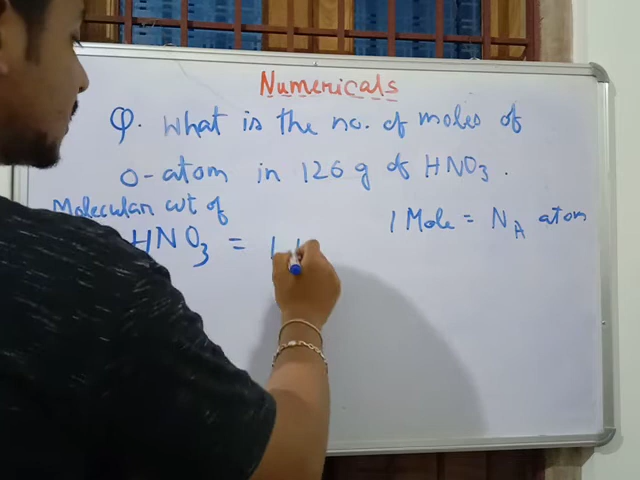 Numericals
Q. What is the no. of moles of
O-atom in 126 g of HNO3.
Molecular wt of
1 Mole = NA atom
HNO3 = 1